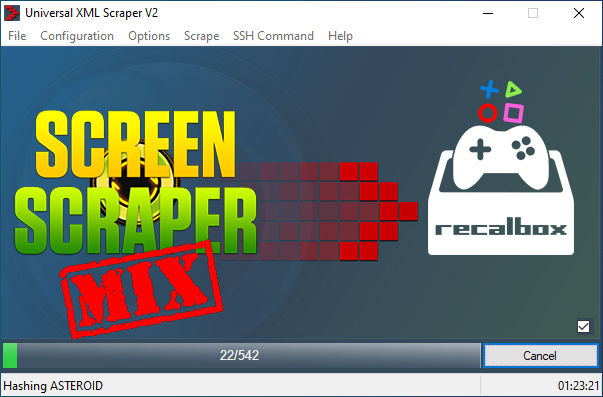 Universal XML Scraper V2
File Configuration Options Scrape SSH Command Help
SCREEN
SCRAPER
MIX
recalbox
22/542
Cancel
Hashing ASTEROID 01:23:21